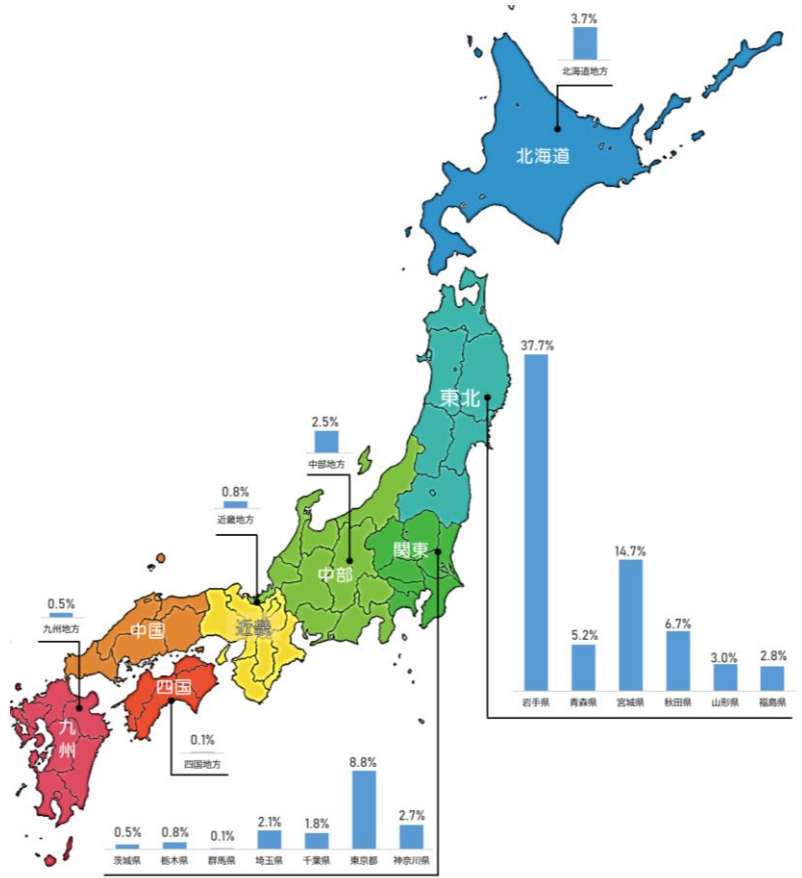 3.7%
北海道地方
北海道
37.7%
東北
2.5%
中部地方
0.8%
近畿地方
関東
14.7%
中部
0.5%
九州地方
中国
近畿
6.7%
5.2%
3.0%
2.8%
四国
岩手県 青森県 宮城県 秋田県 山形県 福島県
九
州
0.1%
四国地方
8.8%
0.5% 0.8% 0.1% 2.1% 1.8% 2.7%
茨城県 栃木県 群馬県 埼玉県 千葉県 東京都 神奈川県